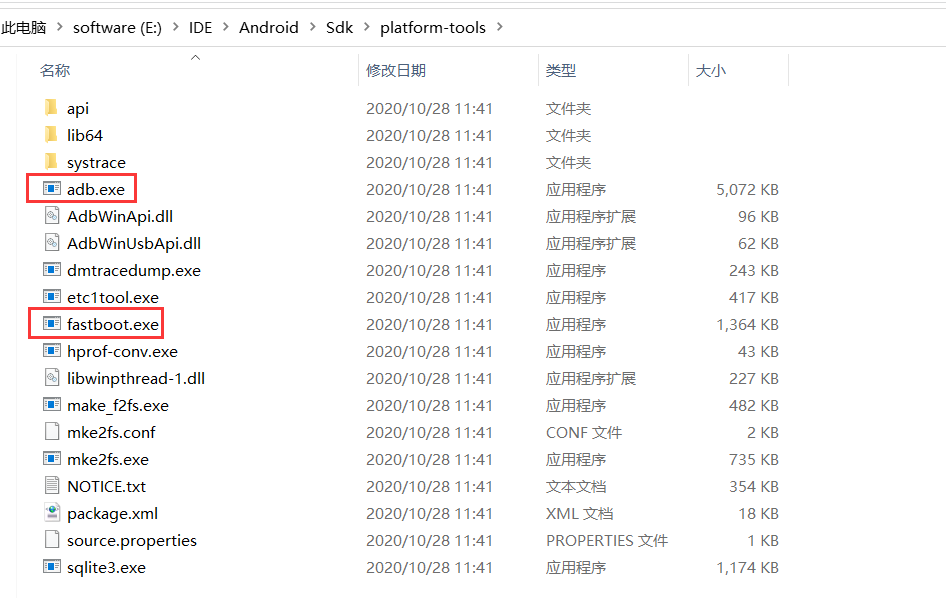 此电脑 > software (E:) > IDE > Android > Sdk > platform-tools >
名称 修改日期 类型 大小
api 2020/10/28 11:41 文件夹
lib64 2020/10/28 11:41 文件夹
systrace 2020/10/28 11:41 文件夹
adb.exe 2020/10/28 11:41 应用程序 5,072 KB
AdbWinApi.dll 2020/10/28 11:41 应用程序扩展 96 KB
AdbWinUsbApi.dll 2020/10/28 11:41 应用程序扩展 62 KB
dmtracedump.exe 2020/10/28 11:41 应用程序 243 KB
etc1tool.exe 2020/10/28 11:41 应用程序 417 KB
fastboot.exe 2020/10/28 11:41 应用程序 1,364 KB
hprof-conv.exe 2020/10/28 11:41 应用程序 43 KB
libwinpthread-1.dll 2020/10/28 11:41 应用程序扩展 227 KB
make_f2fs.exe 2020/10/28 11:41 应用程序 482 KB
mke2fs.conf 2020/10/28 11:41 CONF 文件 2 KB
mke2fs.exe 2020/10/28 11:41 应用程序 735 KB
NOTICE.txt 2020/10/28 11:41 文本文档 354 KB
package.xml 2020/10/28 11:41 XML 文档 18 KB
source.properties 2020/10/28 11:41 PROPERTIES 文件 1 KB
sqlite3.exe 2020/10/28 11:41 应用程序 1,174 KB